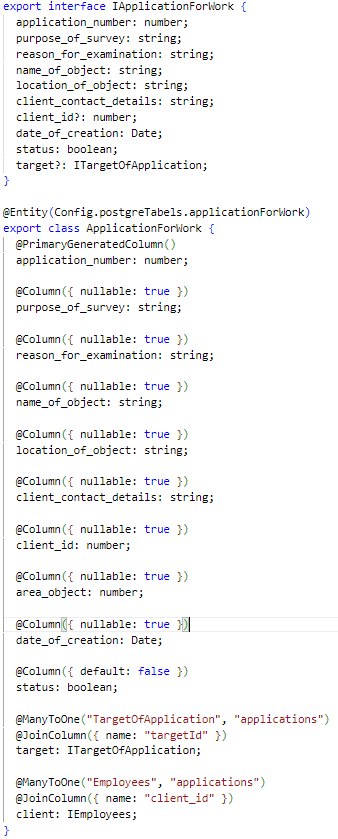 export interface IApplicationForWork {
application_number: number;
purpose_of_survey: string;
reason_for_examination: string;
name_of_object: string;
location_of_object: string;
client_contact_details: string;
client_id?: number;
date_of_creation: Date;
status: boolean;
target?: ITargetOfApplication;
}
@Entity(Config.postgreTabels.applicationForWork)
export class ApplicationForWork {
@PrimaryGeneratedColumn()
application_number: number;
@Column({ nullable: true })
purpose_of_survey: string;
@Column({ nullable: true })
reason_for_examination: string;
@Column({ nullable: true })
name_of_object: string;
@Column({ nullable: true })
location_of_object: string;
@Column({ nullable: true })
client_contact_details: string;
@Column({ nullable: true })
client_id: number;
@Column({ nullable: true })
area_object: number;
@Column({ nullable: true })
date_of_creation: Date;
@Column({ default: false })
status: boolean;
@ManyToOne("TargetOfApplication", "applications")
@JoinColumn({ name: "targetId" })
target: ITargetOfApplication;
@ManyToOne("Employees", "applications")
@JoinColumn({ name: "client_id" })
client: IEmployees;
}